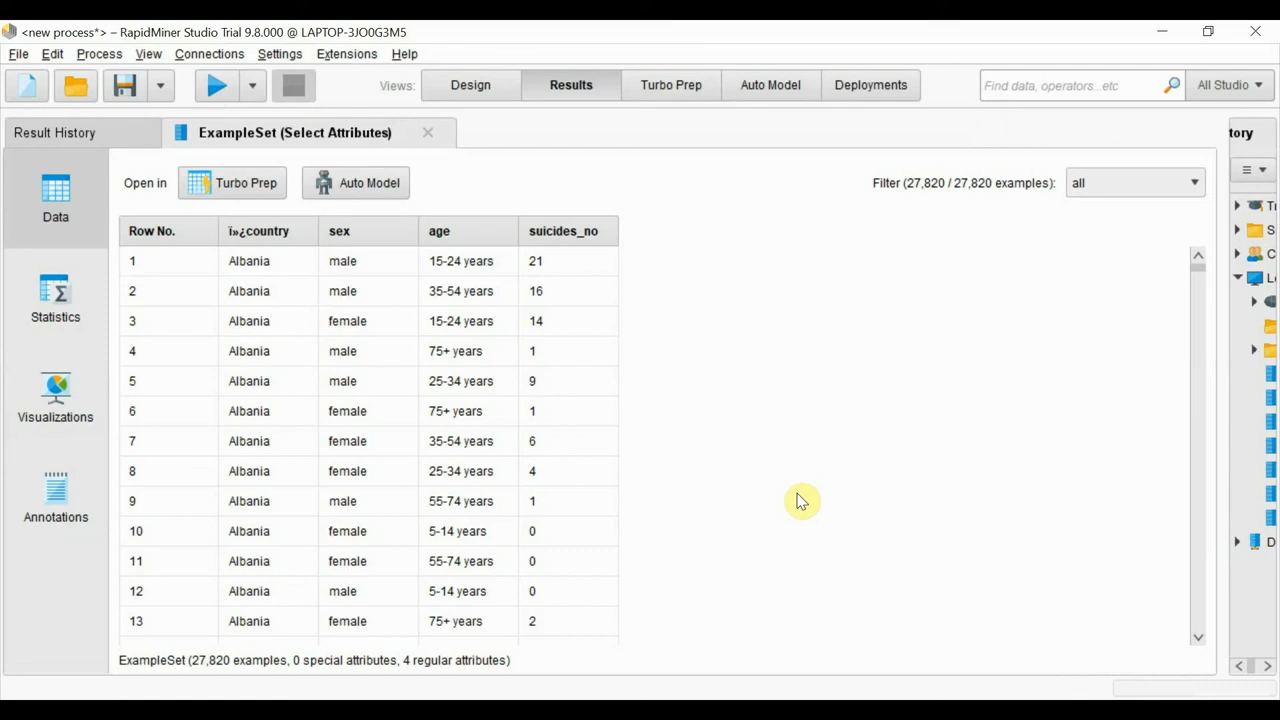 <new process*> – RapidMiner Studio Trial 9.8.000 @ LAPTOP-3JO0G3M5
File Edit Process View Connections Settings Extensions Help
Views: Design Results Turbo Prep Auto Model Deployments Find data, operators...etc All Studio
Result History ExampleSet (Select Attributes) tory
Open in Turbo Prep Auto Model Filter (27,820 / 27,820 examples): all
Data
Statistics
Visualizations
Annotations
Row No. ï»¿country sex age suicides_no
1 Albania male 15-24 years 21
2 Albania male 35-54 years 16
3 Albania female 15-24 years 14
4 Albania male 75+ years 1
5 Albania male 25-34 years 9
6 Albania female 75+ years 1
7 Albania female 35-54 years 6
8 Albania female 25-34 years 4
9 Albania male 55-74 years 1
10 Albania female 5-14 years 0
11 Albania female 55-74 years 0
12 Albania male 5-14 years 0
13 Albania female 75+ years 2
ExampleSet (27,820 examples, 0 special attributes, 4 regular attributes)